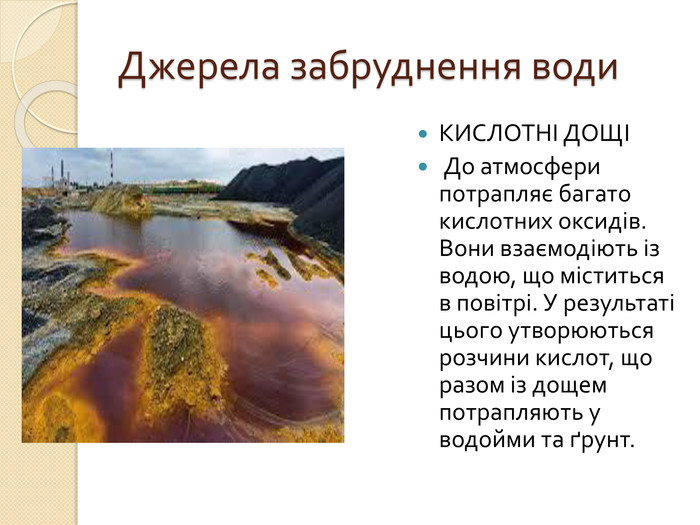 Джерела забруднення води
КИСЛОТНІ ДОЩІ
До атмосфери
потрапляє багато
кислотних оксидів.
Вони взаємодіють із
водою, що міститься
в повітрі. У результаті
цього утворюються
розчини кислот, що
разом із дощем
потрапляють у
водойми та ґрунт.